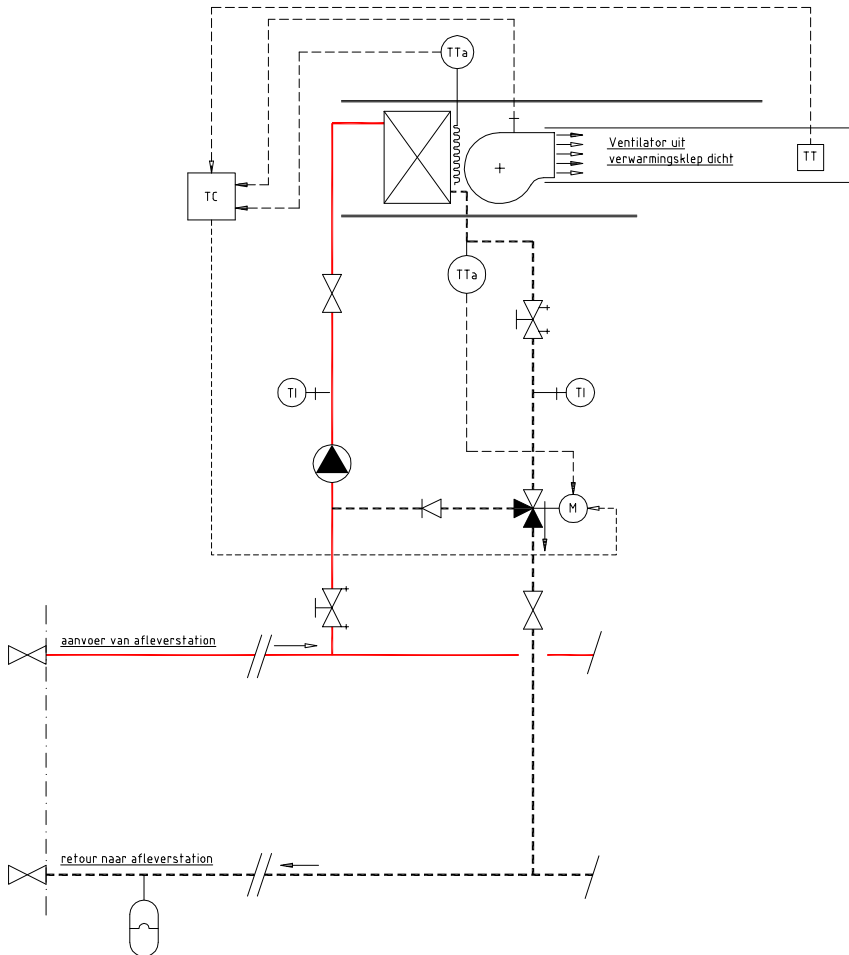 TTa
Ventilator uit
verwarmingsklep dicht
TT
TC
TTa
TI
TI
M
aanvoer van afleverstation
retour naar afleverstation